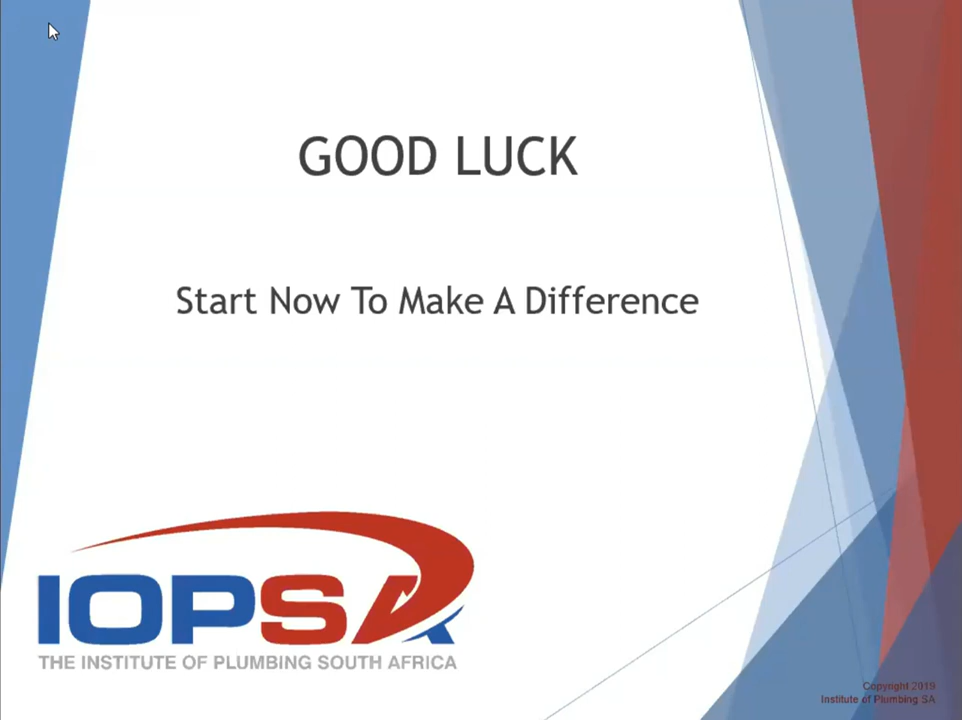 GOOD LUCK
Start Now To Make A Difference
IOPSA
THE INSTITUTE OF PLUMBING SOUTH AFRICA
Copyright 2019
Institute of Plumbing SA